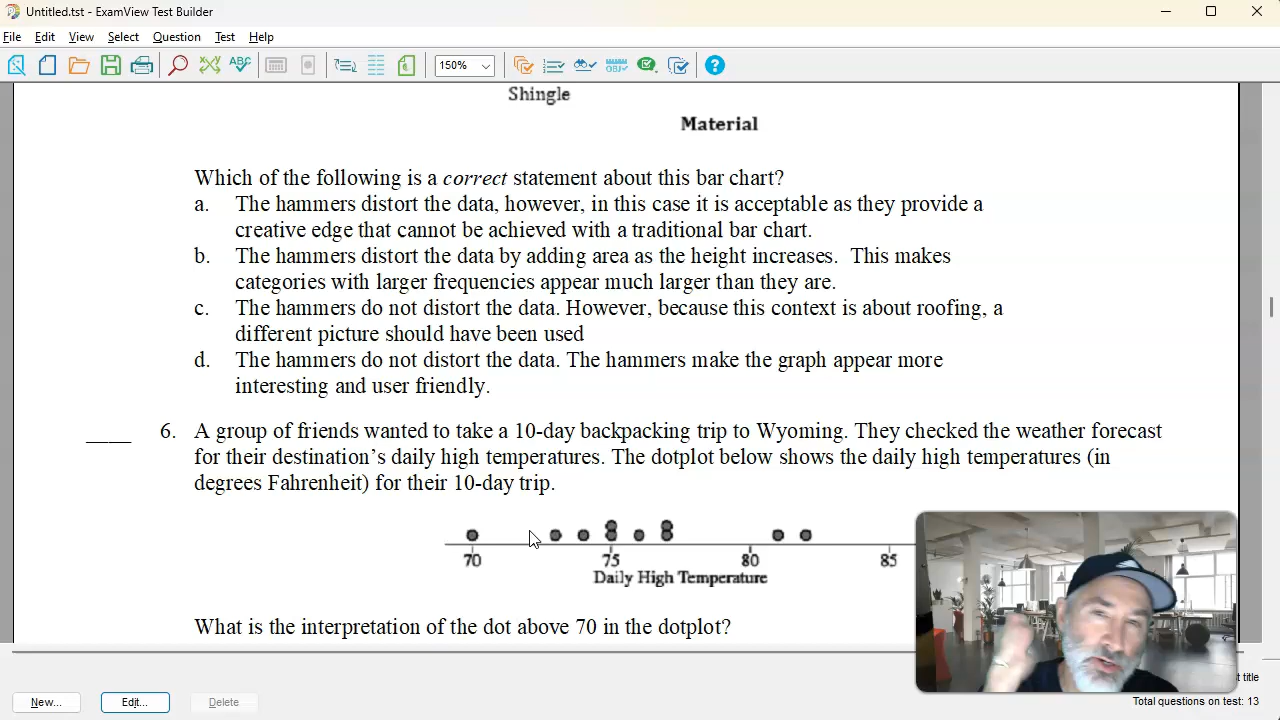 Untitled.tst - ExamView Test Builder
File Edit View Select Question Test Help
ABC 150% OBJ ?
Shingle
Material
Which of the following is a correct statement about this bar chart?
a. The hammers distort the data, however, in this case it is acceptable as they provide a
creative edge that cannot be achieved with a traditional bar chart.
b. The hammers distort the data by adding area as the height increases. This makes
categories with larger frequencies appear much larger than they are.
c. The hammers do not distort the data. However, because this context is about roofing, a
different picture should have been used
d. The hammers do not distort the data. The hammers make the graph appear more
interesting and user friendly.
____ 6. A group of friends wanted to take a 10-day backpacking trip to Wyoming. They checked the weather forecast
for their destination's daily high temperatures. The dotplot below shows the daily high temperatures (in
degrees Fahrenheit) for their 10-day trip.
70 75 80 85
Daily High Temperature
What is the interpretation of the dot above 70 in the dotplot?
t title
New... Edit... Delete Total questions on test: 13